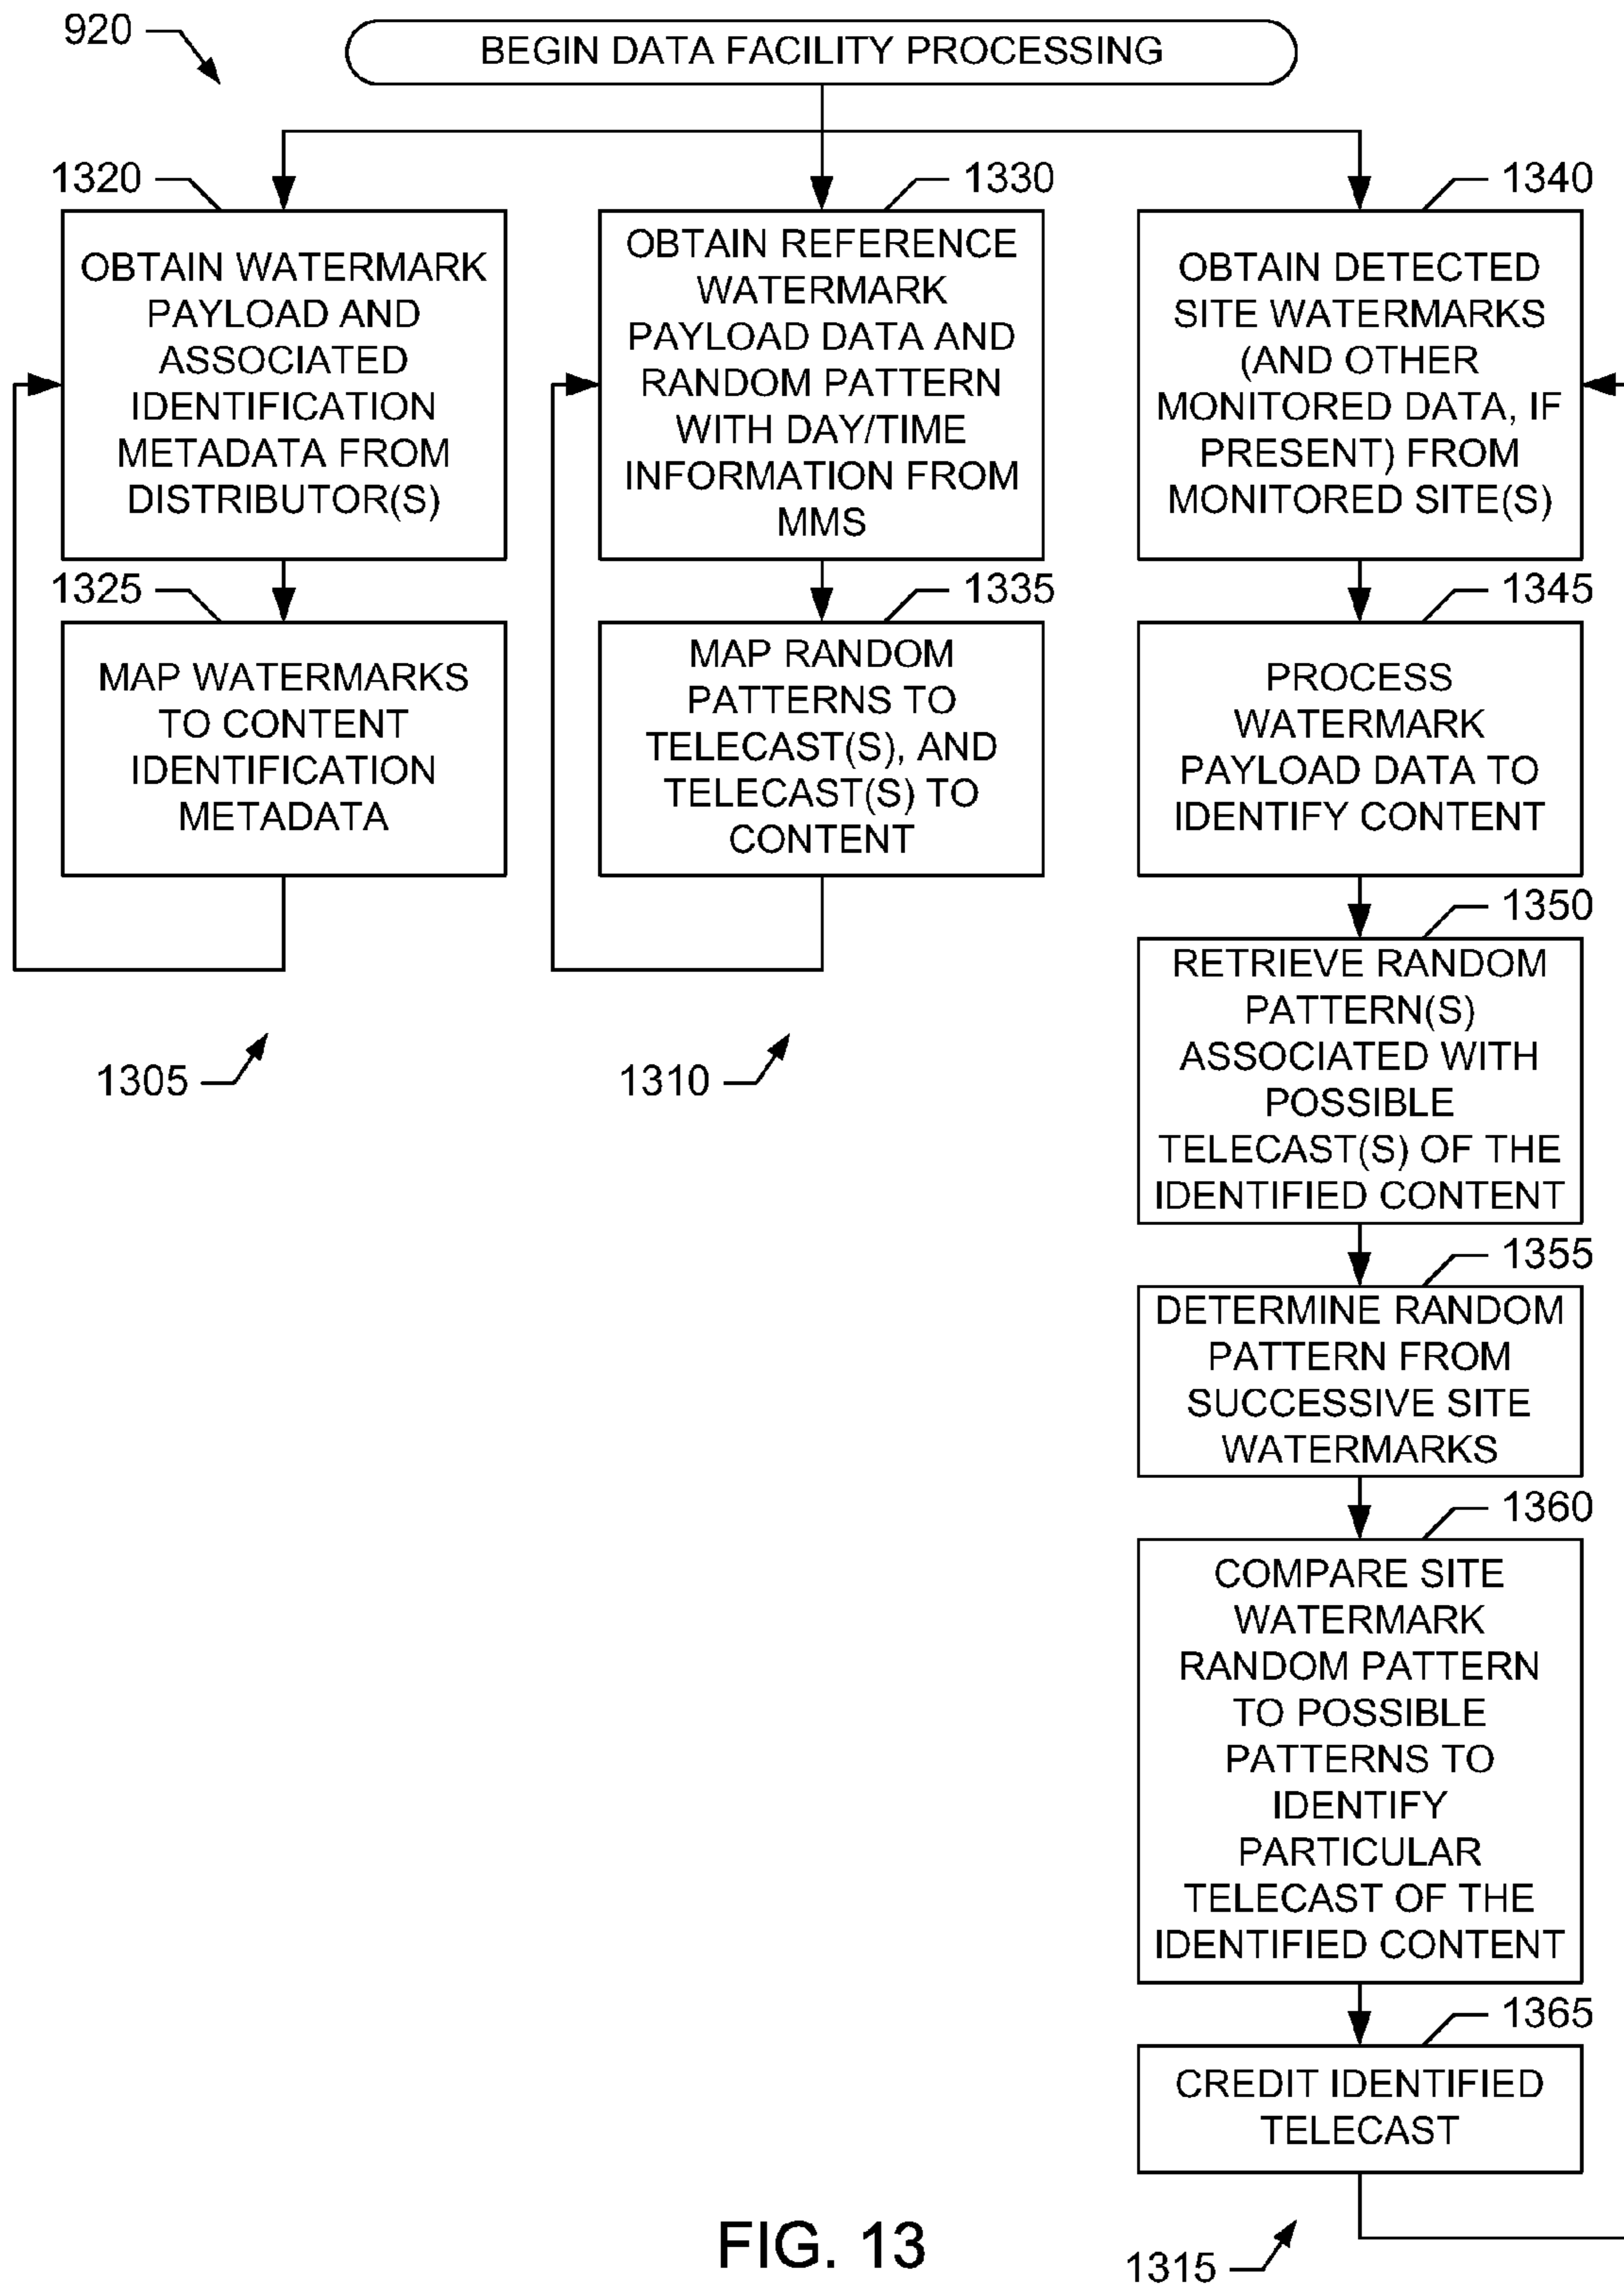 920
BEGIN DATA FACILITY PROCESSING
1320
OBTAIN WATERMARK
PAYLOAD AND
ASSOCIATED
IDENTIFICATION
METADATA FROM
DISTRIBUTOR(S)
1325
MAP WATERMARKS
TO CONTENT
IDENTIFICATION
METADATA
1305
1330
OBTAIN REFERENCE
WATERMARK
PAYLOAD DATA AND
RANDOM PATTERN
WITH DAY/TIME
INFORMATION FROM
MMS
1335
MAP RANDOM
PATTERNS TO
TELECAST(S), AND
TELECAST(S) TO
CONTENT
1310
1340
OBTAIN DETECTED
SITE WATERMARKS
(AND OTHER
MONITORED DATA, IF
PRESENT) FROM
MONITORED SITE(S)
1345
PROCESS
WATERMARK
PAYLOAD DATA TO
IDENTIFY CONTENT
1350
RETRIEVE RANDOM
PATTERN(S)
ASSOCIATED WITH
POSSIBLE
TELECAST(S) OF THE
IDENTIFIED CONTENT
1355
DETERMINE RANDOM
PATTERN FROM
SUCCESSIVE SITE
WATERMARKS
1360
COMPARE SITE
WATERMARK
RANDOM PATTERN
TO POSSIBLE
PATTERNS TO
IDENTIFY
PARTICULAR
TELECAST OF THE
IDENTIFIED CONTENT
1365
CREDIT IDENTIFIED
TELECAST
1315
FIG. 13